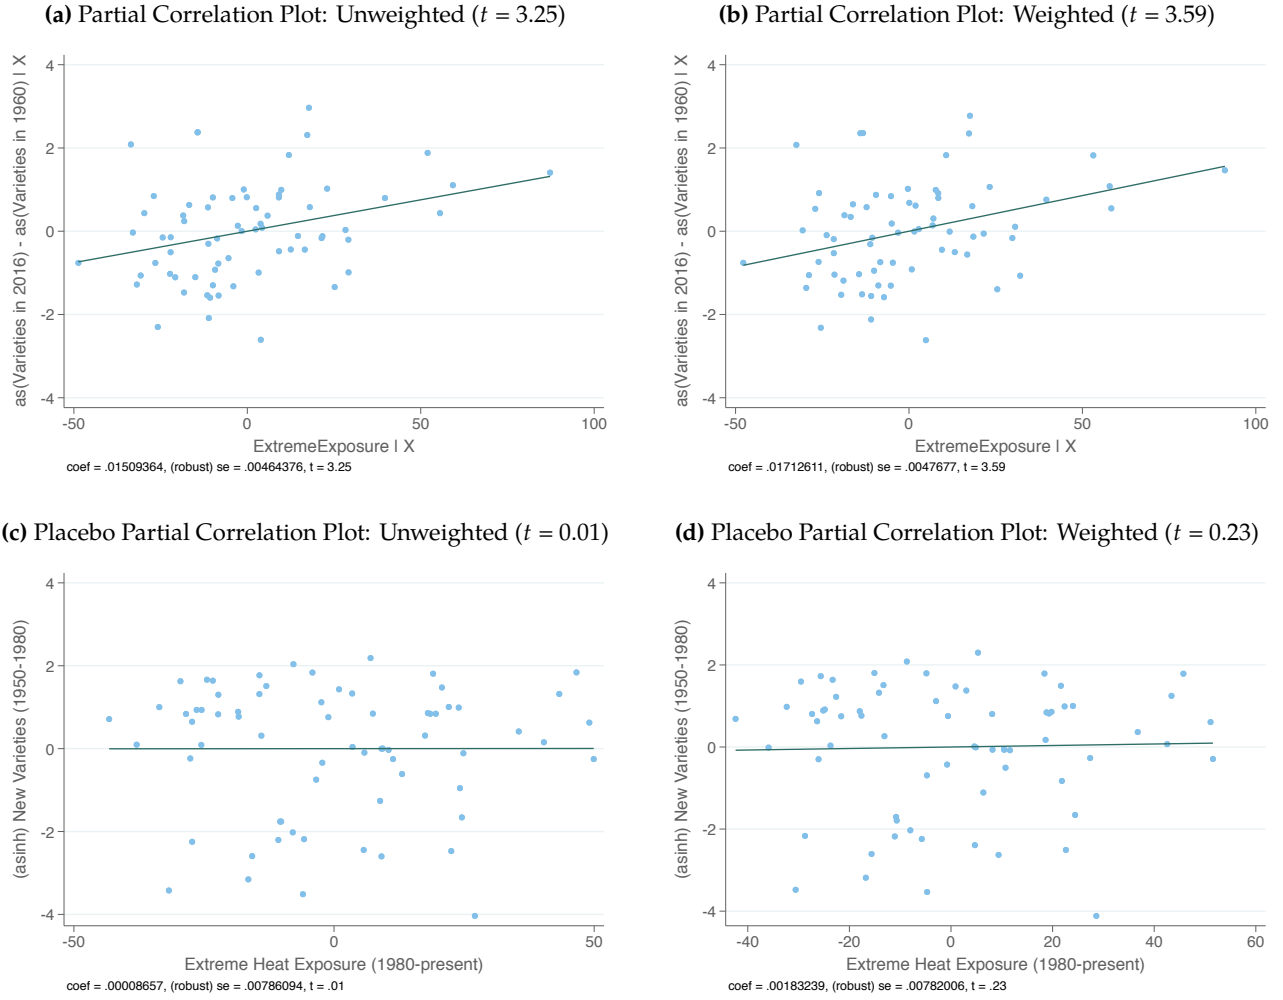 (a) Partial Correlation Plot: Unweighted (t = 3.25)
as(Varieties in 2016) - as(Varieties in 1960) | X
4
2
0
-2
-4
-50
0
50
100
ExtremeExposure | X
coef = .01509364, (robust) se = .00464376, t = 3.25
(b) Partial Correlation Plot: Weighted (t = 3.59)
as(Varieties in 2016) - as(Varieties in 1960) | X
4
2
0
-2
-4
-50
0
50
100
ExtremeExposure | X
coef = .01712611, (robust) se = .0047677, t = 3.59
(c) Placebo Partial Correlation Plot: Unweighted (t = 0.01)
(asinh) New Varieties (1950-1980)
4
2
0
-2
-4
-50
0
50
Extreme Heat Exposure (1980-present)
coef = .00008657, (robust) se = .00786094, t = .01
(d) Placebo Partial Correlation Plot: Weighted (t = 0.23)
(asinh) New Varieties (1950-1980)
4
2
0
-2
-4
-40
-20
0
20
40
60
Extreme Heat Exposure (1980-present)
coef = .00183239, (robust) se = .00782006, t = .23